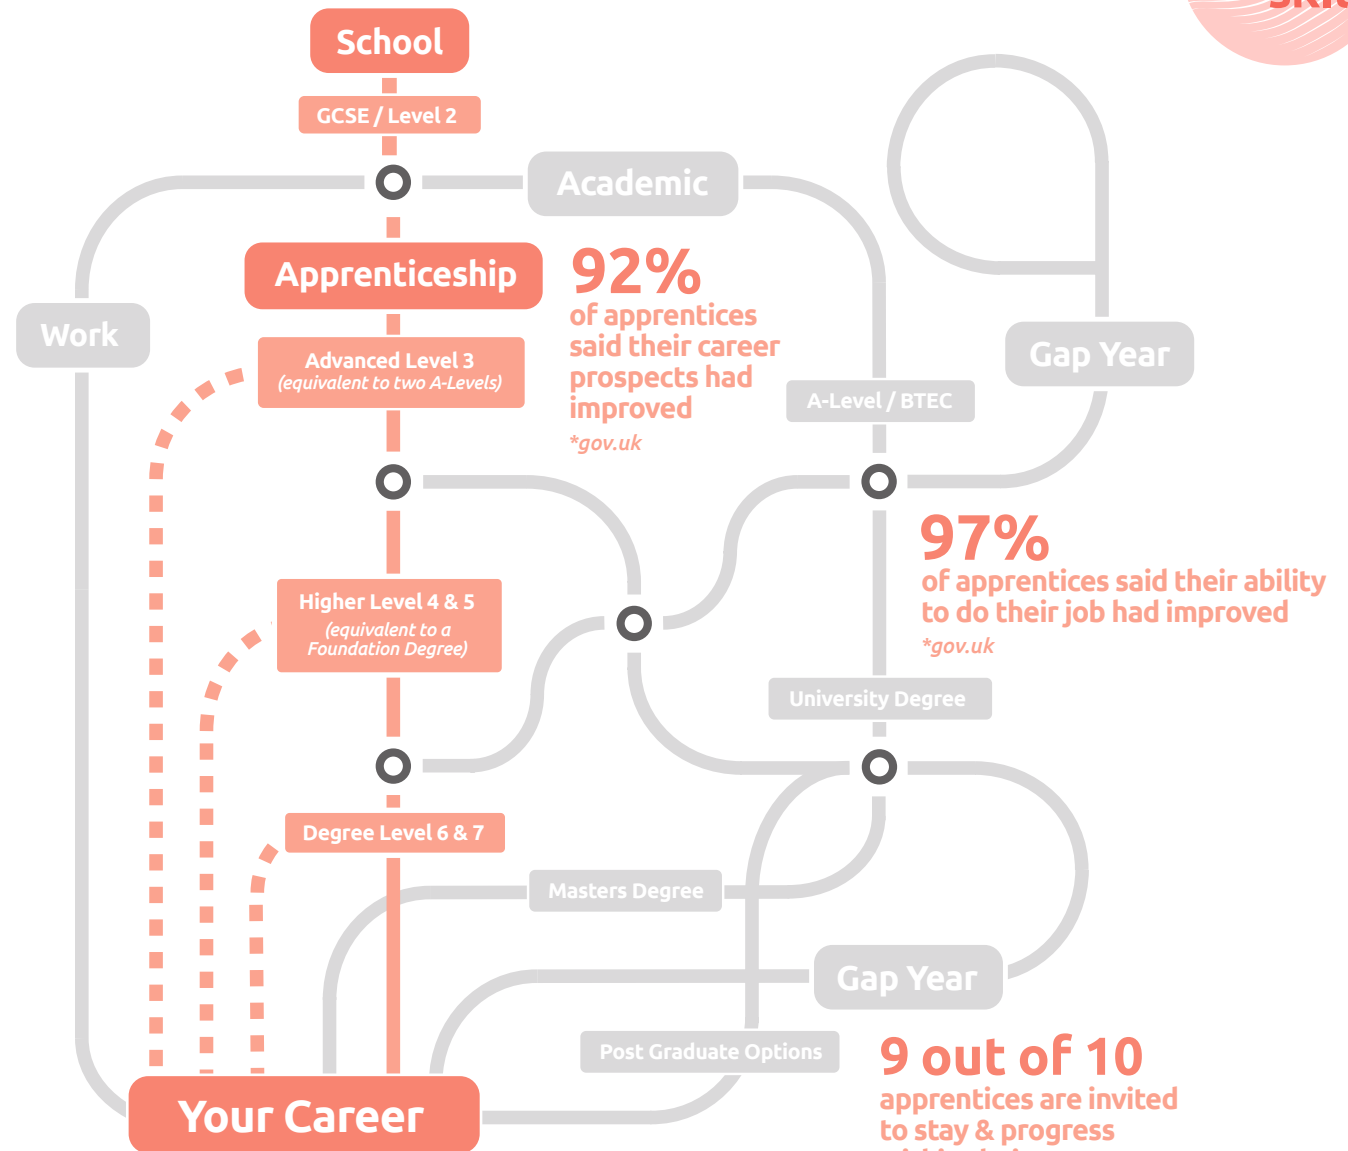 School
GCSE / Level 2
Academic
Apprenticeship
92%
of apprentices
said their career
prospects had
improved
*gov.uk
Work
Gap Year
Advanced Level 3
(equivalent to two A-Levels)
A-Level / BTEC
97%
of apprentices said their ability
to do their job had improved
*gov.uk
Higher Level 4 & 5
(equivalent to a
Foundation Degree)
University Degree
Degree Level 6 & 7
Masters Degree
Gap Year
Post Graduate Options
9 out of 10
apprentices are invited
to stay & progress
Your Career